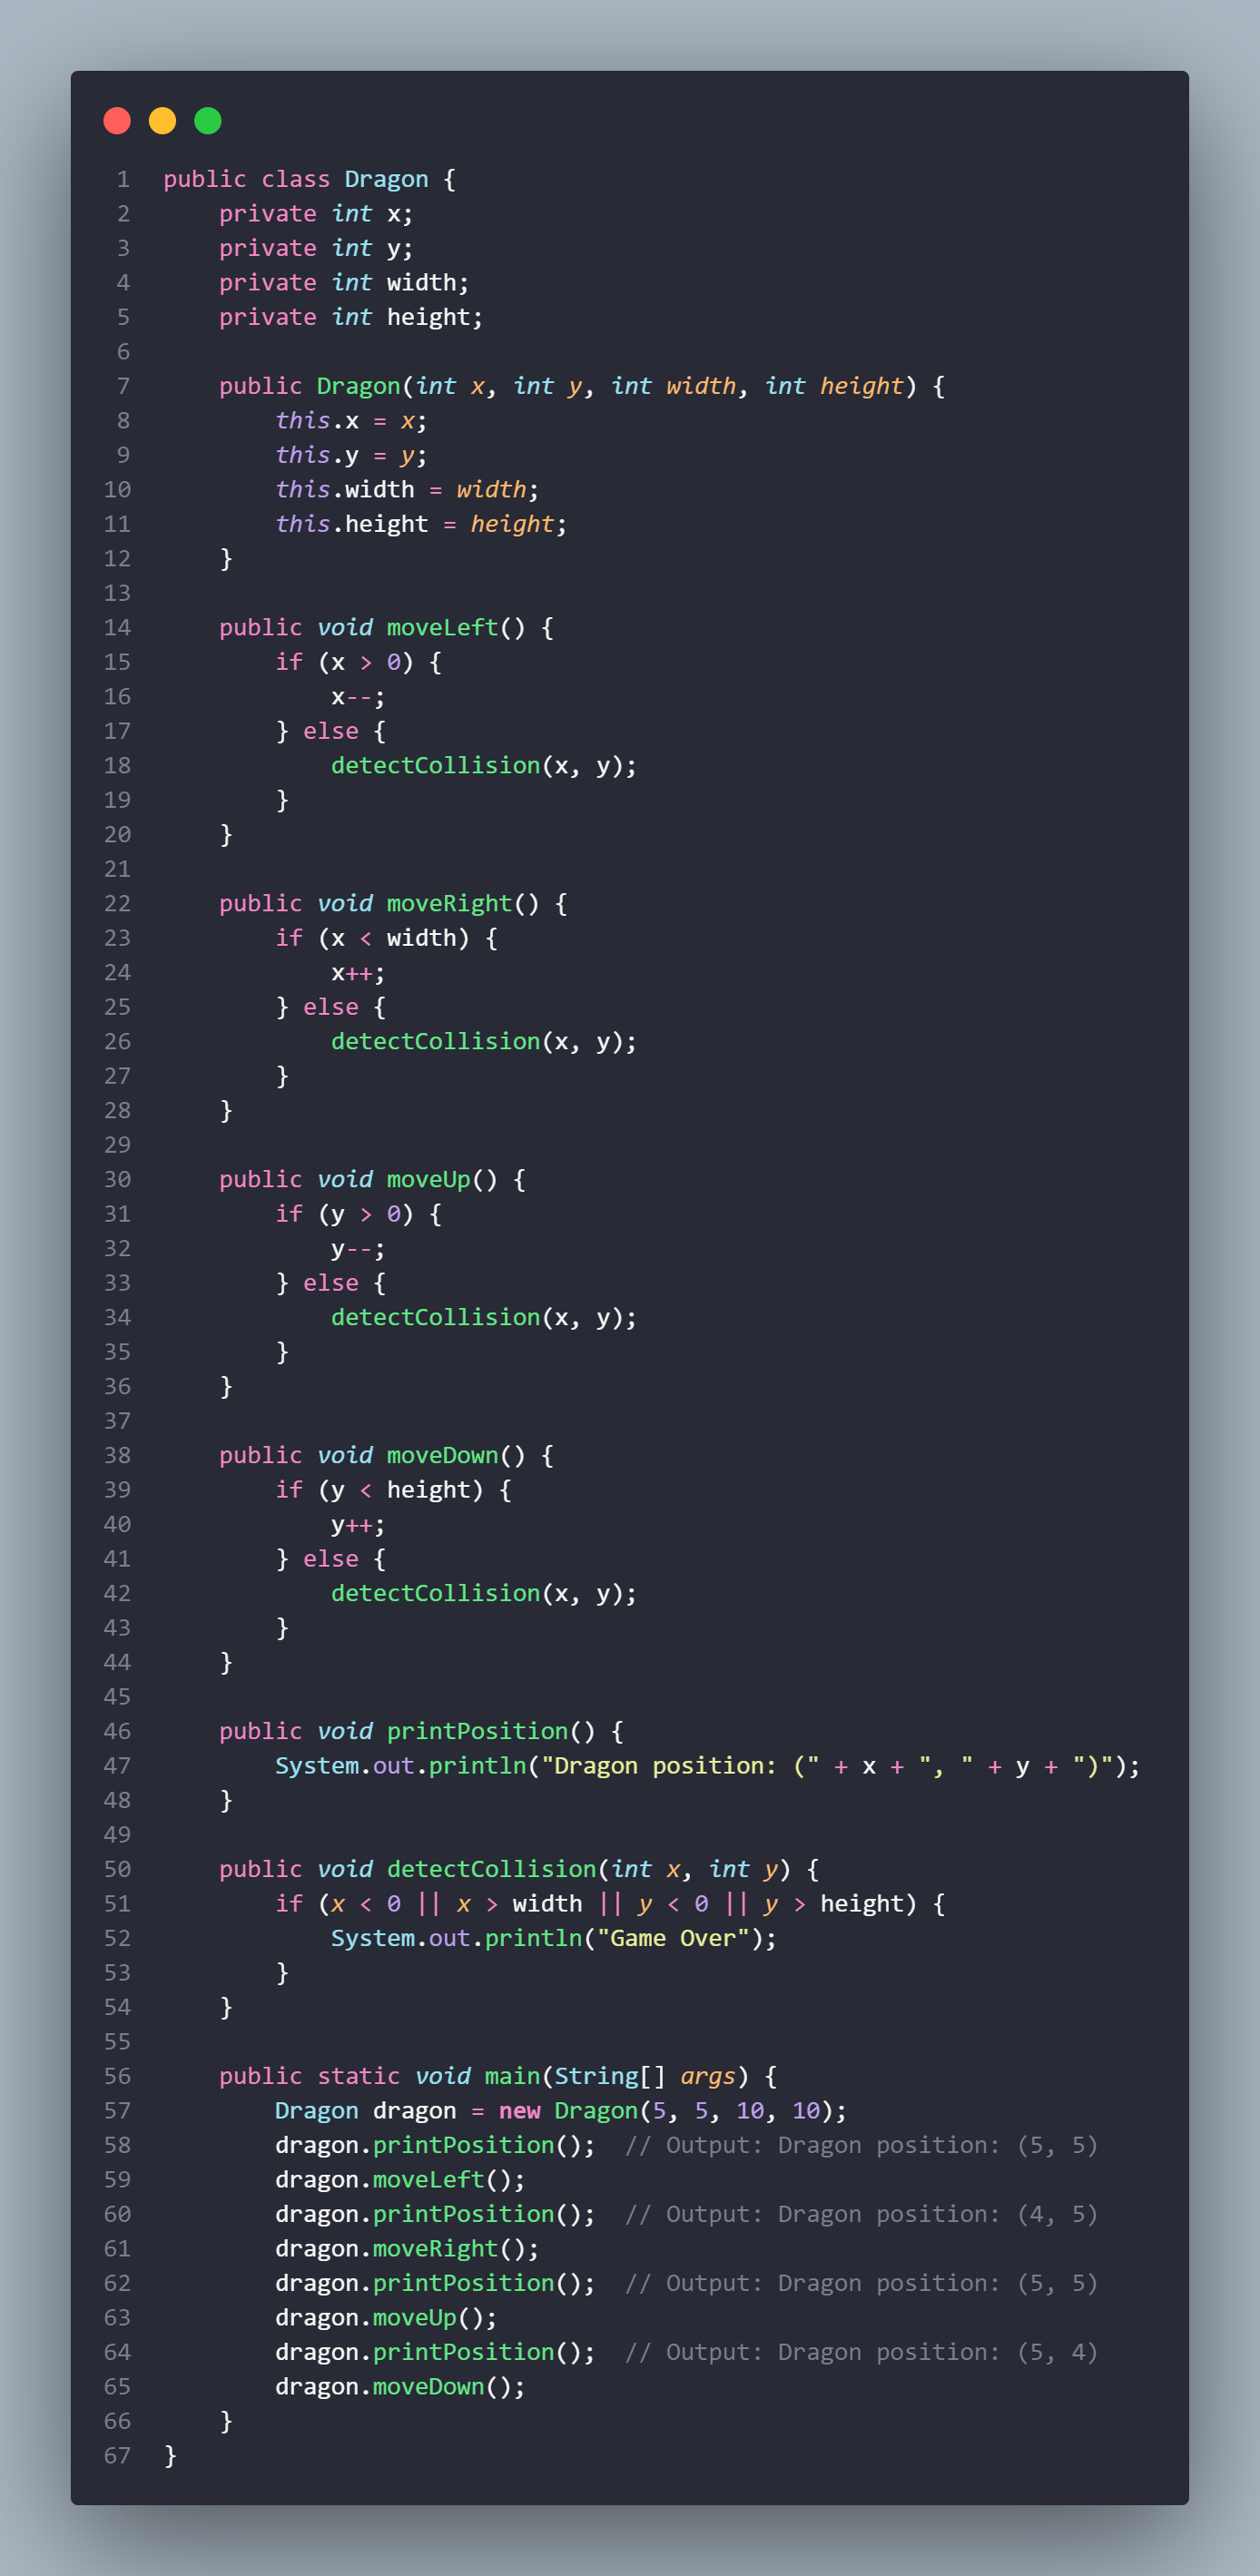 1 public class Dragon {
2     private int x;
3     private int y;
4     private int width;
5     private int height;
6
7     public Dragon(int x, int y, int width, int height) {
8         this.x = x;
9         this.y = y;
10         this.width = width;
11         this.height = height;
12     }
13
14     public void moveLeft() {
15         if (x > 0) {
16             x--;
17         } else {
18             detectCollision(x, y);
19         }
20     }
21
22     public void moveRight() {
23         if (x < width) {
24             x++;
25         } else {
26             detectCollision(x, y);
27         }
28     }
29
30     public void moveUp() {
31         if (y > 0) {
32             y--;
33         } else {
34             detectCollision(x, y);
35         }
36     }
37
38     public void moveDown() {
39         if (y < height) {
40             y++;
41         } else {
42             detectCollision(x, y);
43         }
44     }
45
46     public void printPosition() {
47         System.out.println("Dragon position: (" + x + ", " + y + ")");
48     }
49
50     public void detectCollision(int x, int y) {
51         if (x < 0 || x > width || y < 0 || y > height) {
52             System.out.println("Game Over");
53         }
54     }
55
56     public static void main(String[] args) {
57         Dragon dragon = new Dragon(5, 5, 10, 10);
58         dragon.printPosition();  // Output: Dragon position: (5, 5)
59         dragon.moveLeft();
60         dragon.printPosition();  // Output: Dragon position: (4, 5)
61         dragon.moveRight();
62         dragon.printPosition();  // Output: Dragon position: (5, 5)
63         dragon.moveUp();
64         dragon.printPosition();  // Output: Dragon position: (5, 4)
65         dragon.moveDown();
66     }
67 }